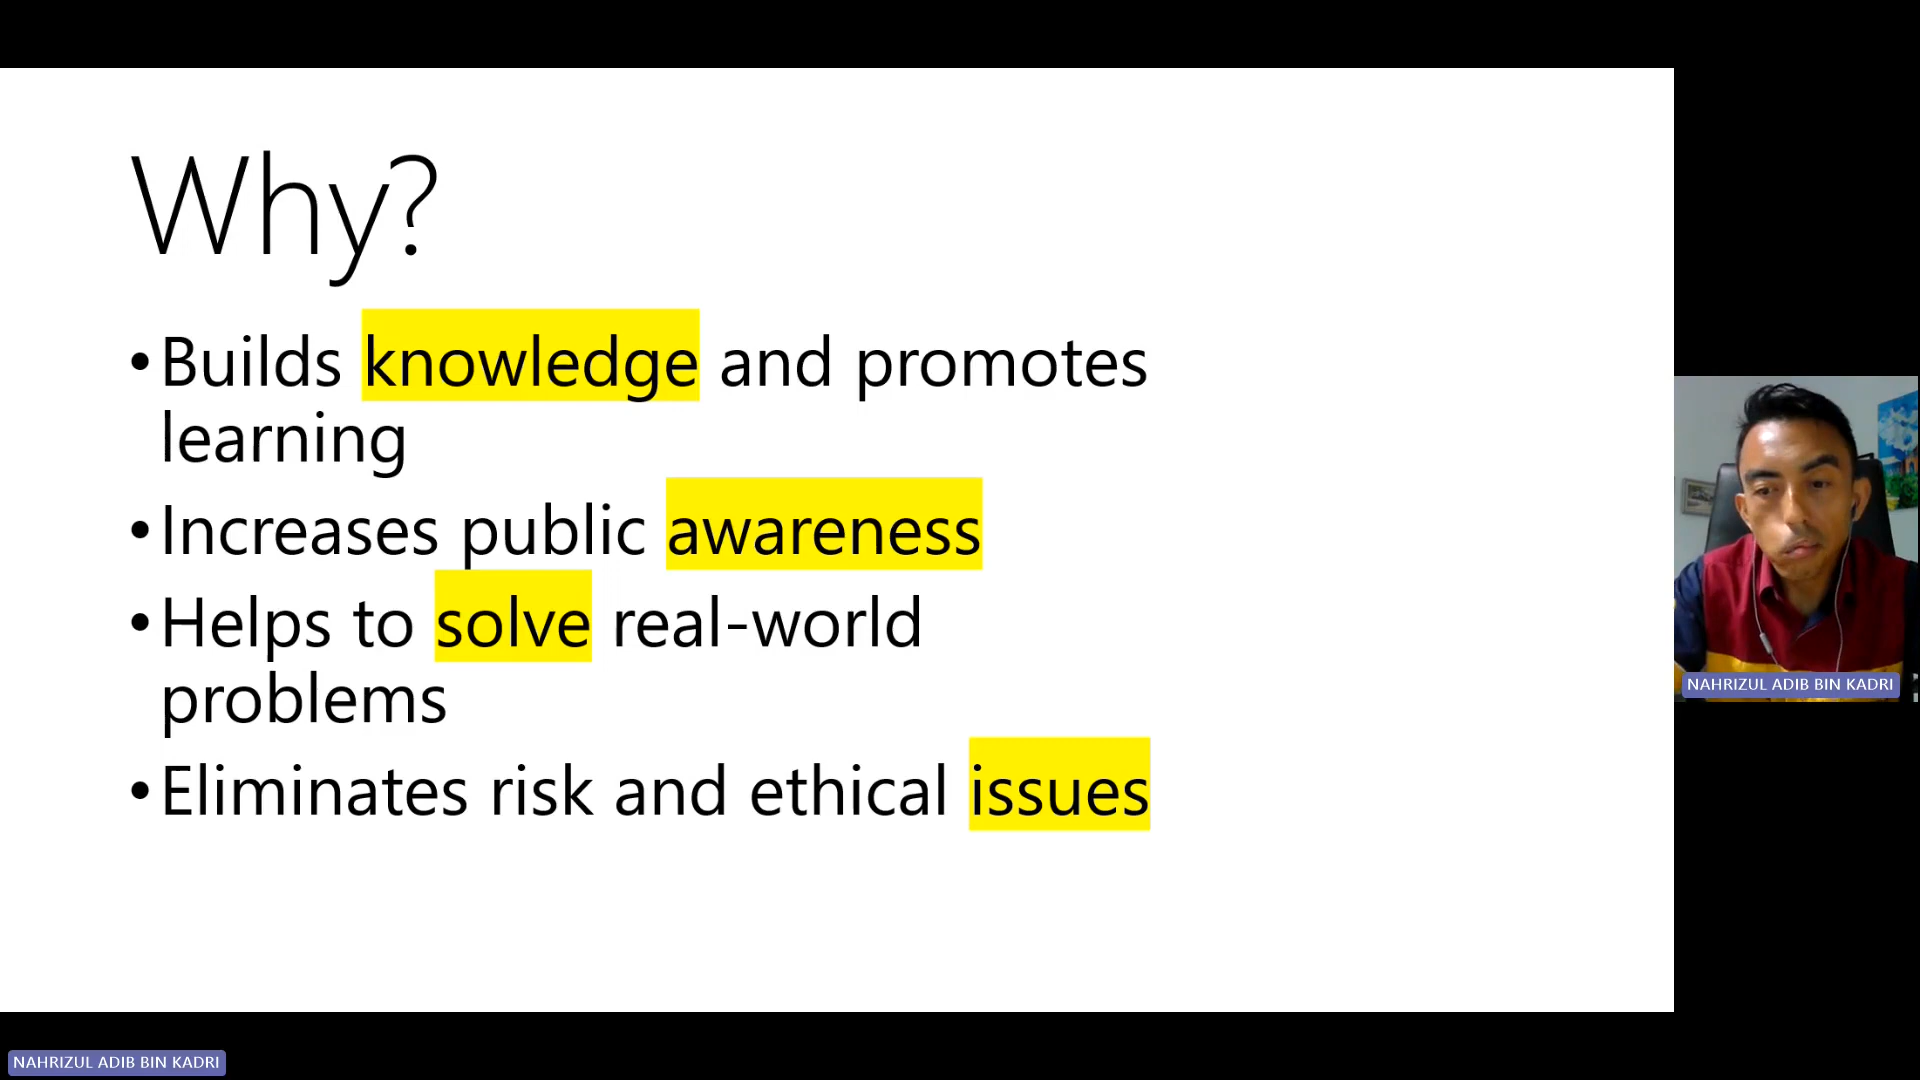 Why?
• Builds knowledge and promotes
learning
• Increases public awareness
• Helps to solve real-world
problems
• Eliminates risk and ethical issues
NAHRIZUL ADIB BIN KADRI
NAHRIZUL ADIB BIN KADRI